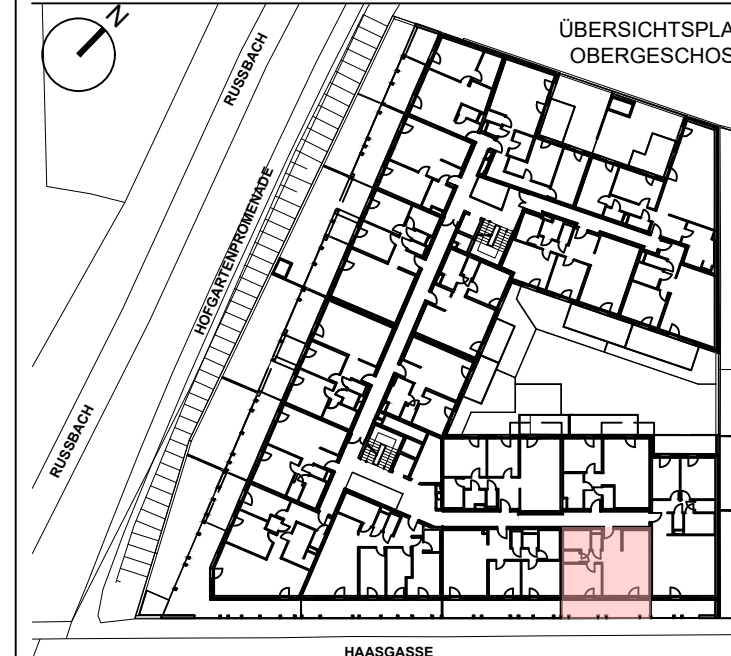 N
ÜBERSICHTSPLA
OBERGESCHOS
RUSSBACH
HOFGARTENPROMENADE
RUSSBACH
HAASGASSE